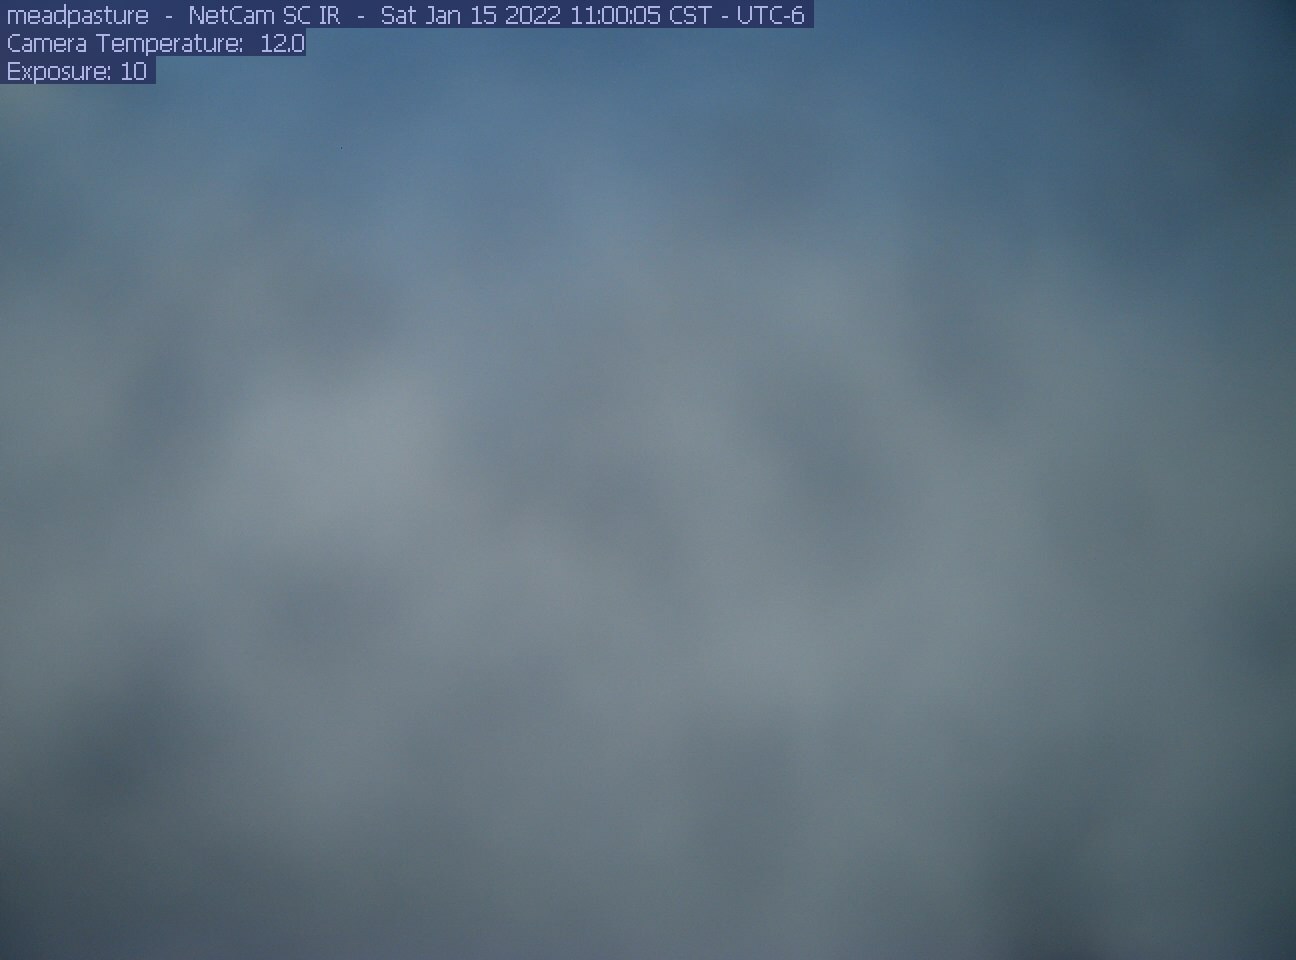 meadpasture - NetCam SC IR - Sat Jan 15 2022 11:00:05 CST - UTC-6
Camera Temperature: 12.0
Exposure: 10